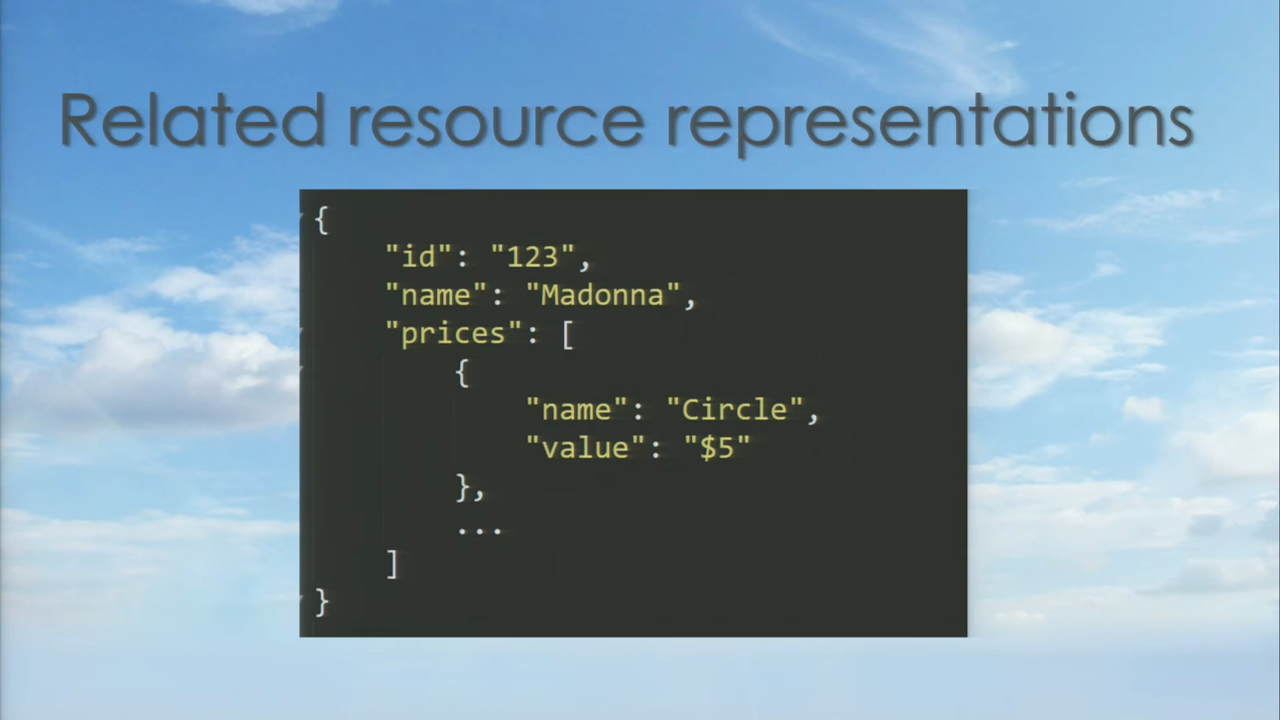 Related resource representations
{
"id": "123",
"name": "Madonna",
"prices": [
{
"name": "Circle",
"value": "$5"
},
...
]
}